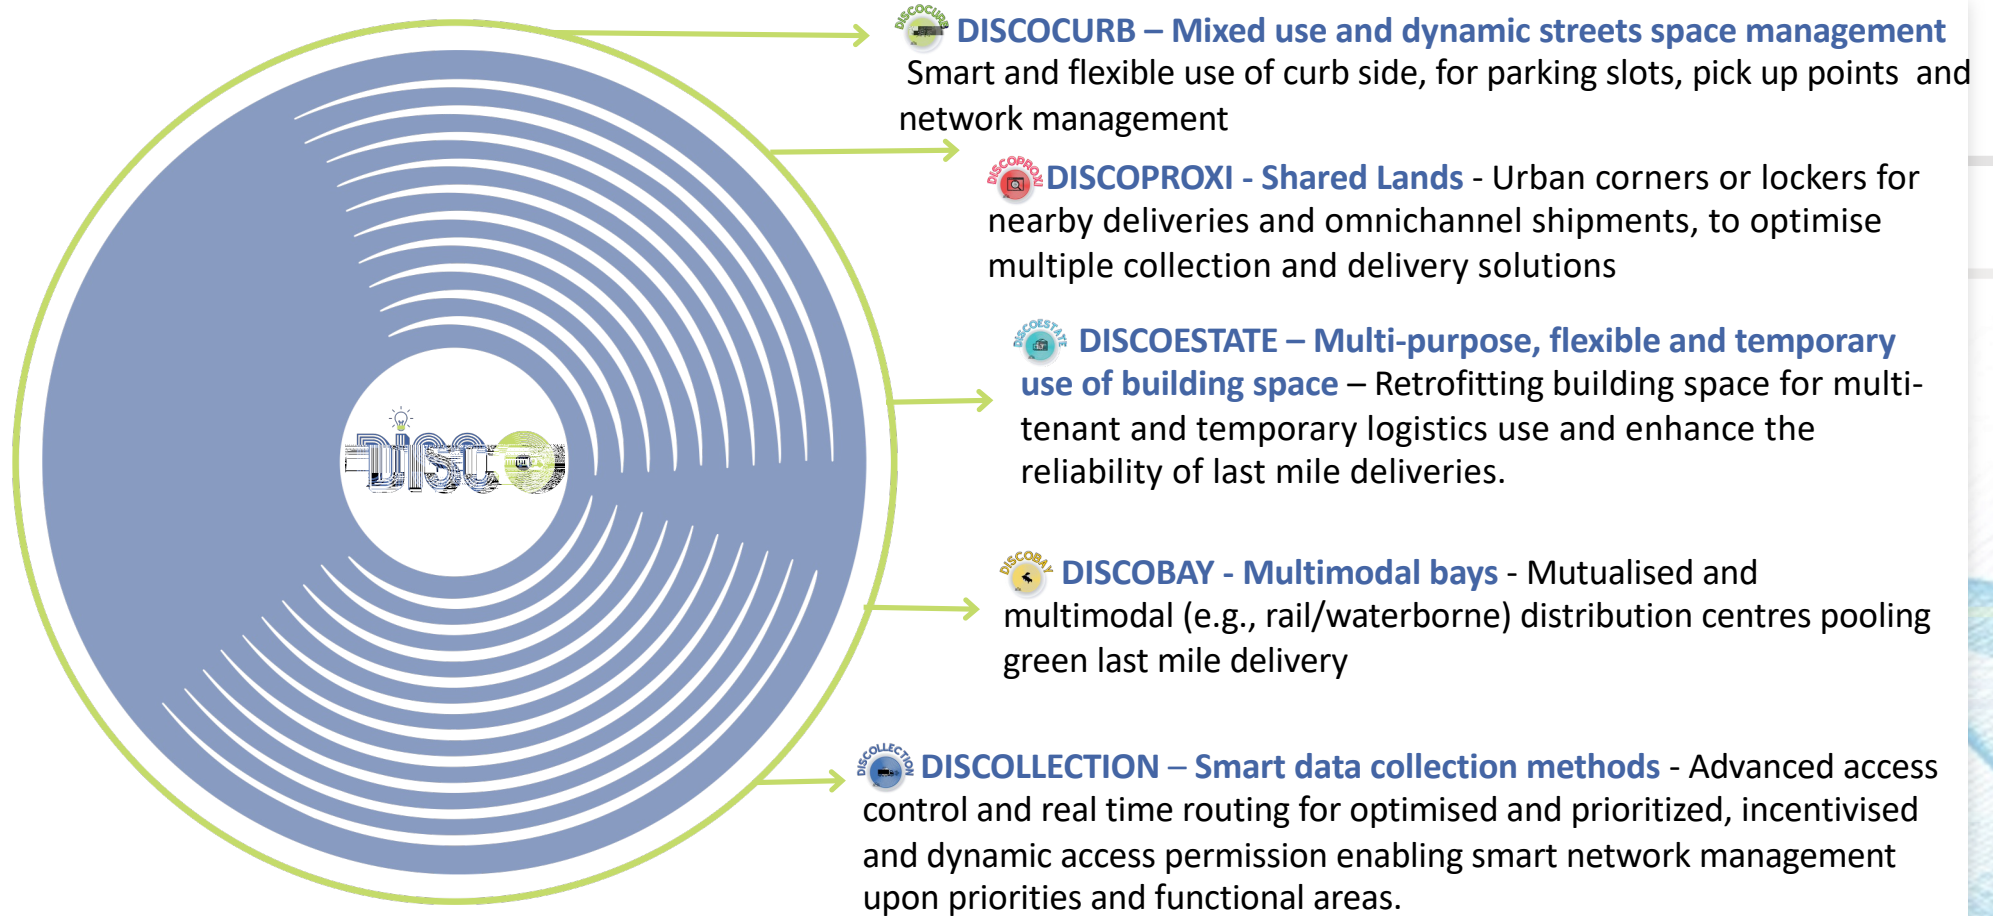 DISCOCURB
DISCOCURB – Mixed use and dynamic streets space management
Smart and flexible use of curb side, for parking slots, pick up points and
network management
DISCOPROXI
DISCOPROXI - Shared Lands - Urban corners or lockers for
nearby deliveries and omnichannel shipments, to optimise
multiple collection and delivery solutions
DISCOESTATE
DISCOESTATE – Multi-purpose, flexible and temporary
use of building space – Retrofitting building space for multi-
tenant and temporary logistics use and enhance the
reliability of last mile deliveries.
DISCO
DISCOBAY
DISCOBAY - Multimodal bays - Mutualised and
multimodal (e.g., rail/waterborne) distribution centres pooling
green last mile delivery
DISCOLLECTION
DISCOLLECTION – Smart data collection methods - Advanced access
control and real time routing for optimised and prioritized, incentivised
and dynamic access permission enabling smart network management
upon priorities and functional areas.